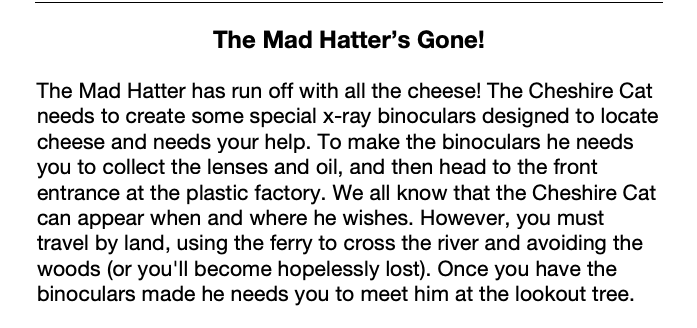 The Mad Hatter’s Gone!
The Mad Hatter has run off with all the cheese! The Cheshire Cat
needs to create some special x-ray binoculars designed to locate
cheese and needs your help. To make the binoculars he needs
you to collect the lenses and oil, and then head to the front
entrance at the plastic factory. We all know that the Cheshire Cat
can appear when and where he wishes. However, you must
travel by land, using the ferry to cross the river and avoiding the
woods (or you'll become hopelessly lost). Once you have the
binoculars made he needs you to meet him at the lookout tree.